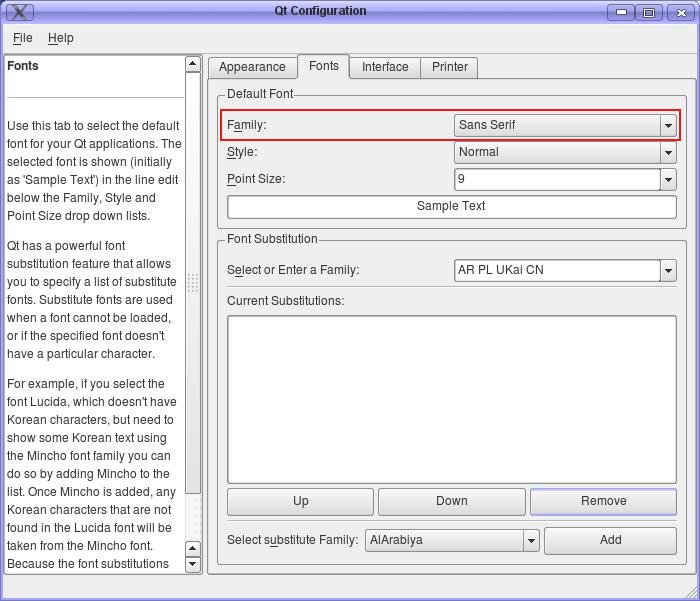 Qt Configuration
File Help
Fonts
Use this tab to select the default
font for your Qt applications. The
selected font is shown (initially
as 'Sample Text') in the line edit
below the Family, Style and
Point Size drop down lists.
Qt has a powerful font
substitution feature that allows
you to specify a list of substitute
fonts. Substitute fonts are used
when a font cannot be loaded,
or if the specified font doesn't
have a particular character.
For example, if you select the
font Lucida, which doesn't have
Korean characters, but need to
show some Korean text using
the Mincho font family you can
do so by adding Mincho to the
list. Once Mincho is added, any
Korean characters that are not
found in the Lucida font will be
taken from the Mincho font.
Because the font substitutions
Appearance Fonts Interface Printer
Default Font
Family: Sans Serif
Style: Normal
Point Size: 9
Sample Text
Font Substitution
Select or Enter a Family: AR PL UKai CN
Current Substitutions:
Up Down Remove
Select substitute Family: AlArabiya Add